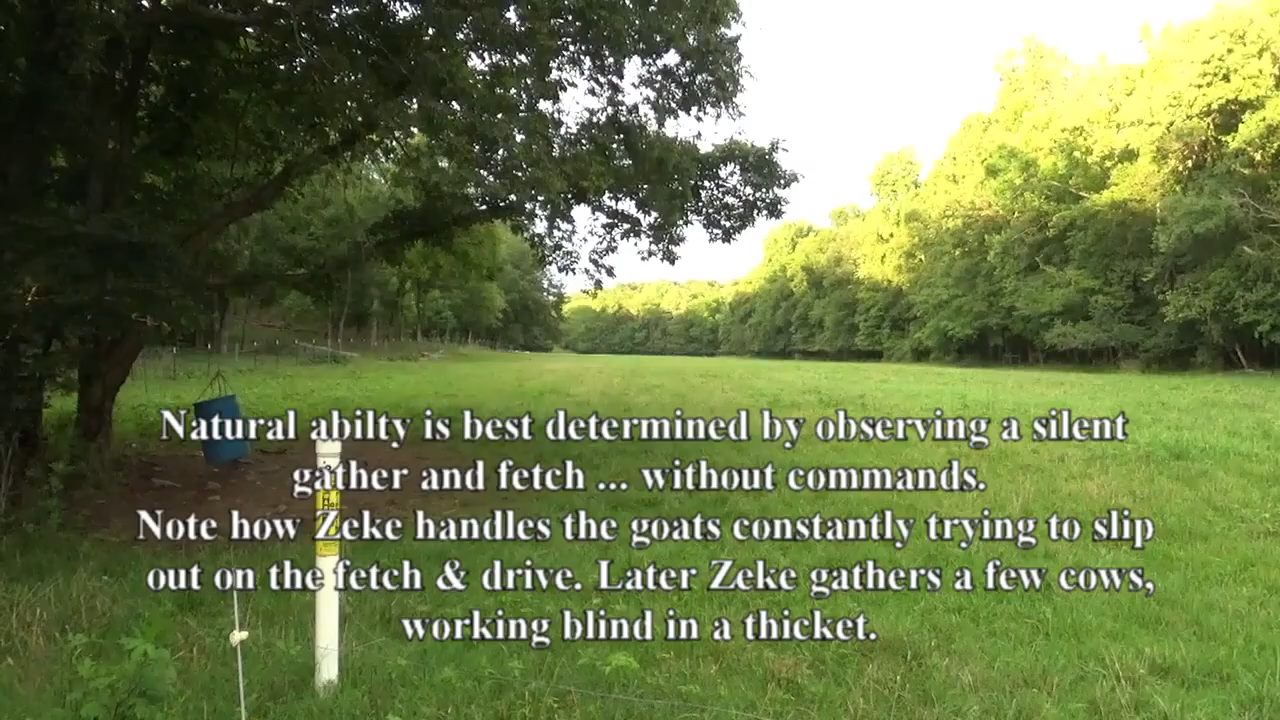 Natural abilty is best determined by observing a silent
gather and fetch ... without commands.
Note how Zeke handles the goats constantly trying to slip
out on the fetch & drive. Later Zeke gathers a few cows,
working blind in a thicket.